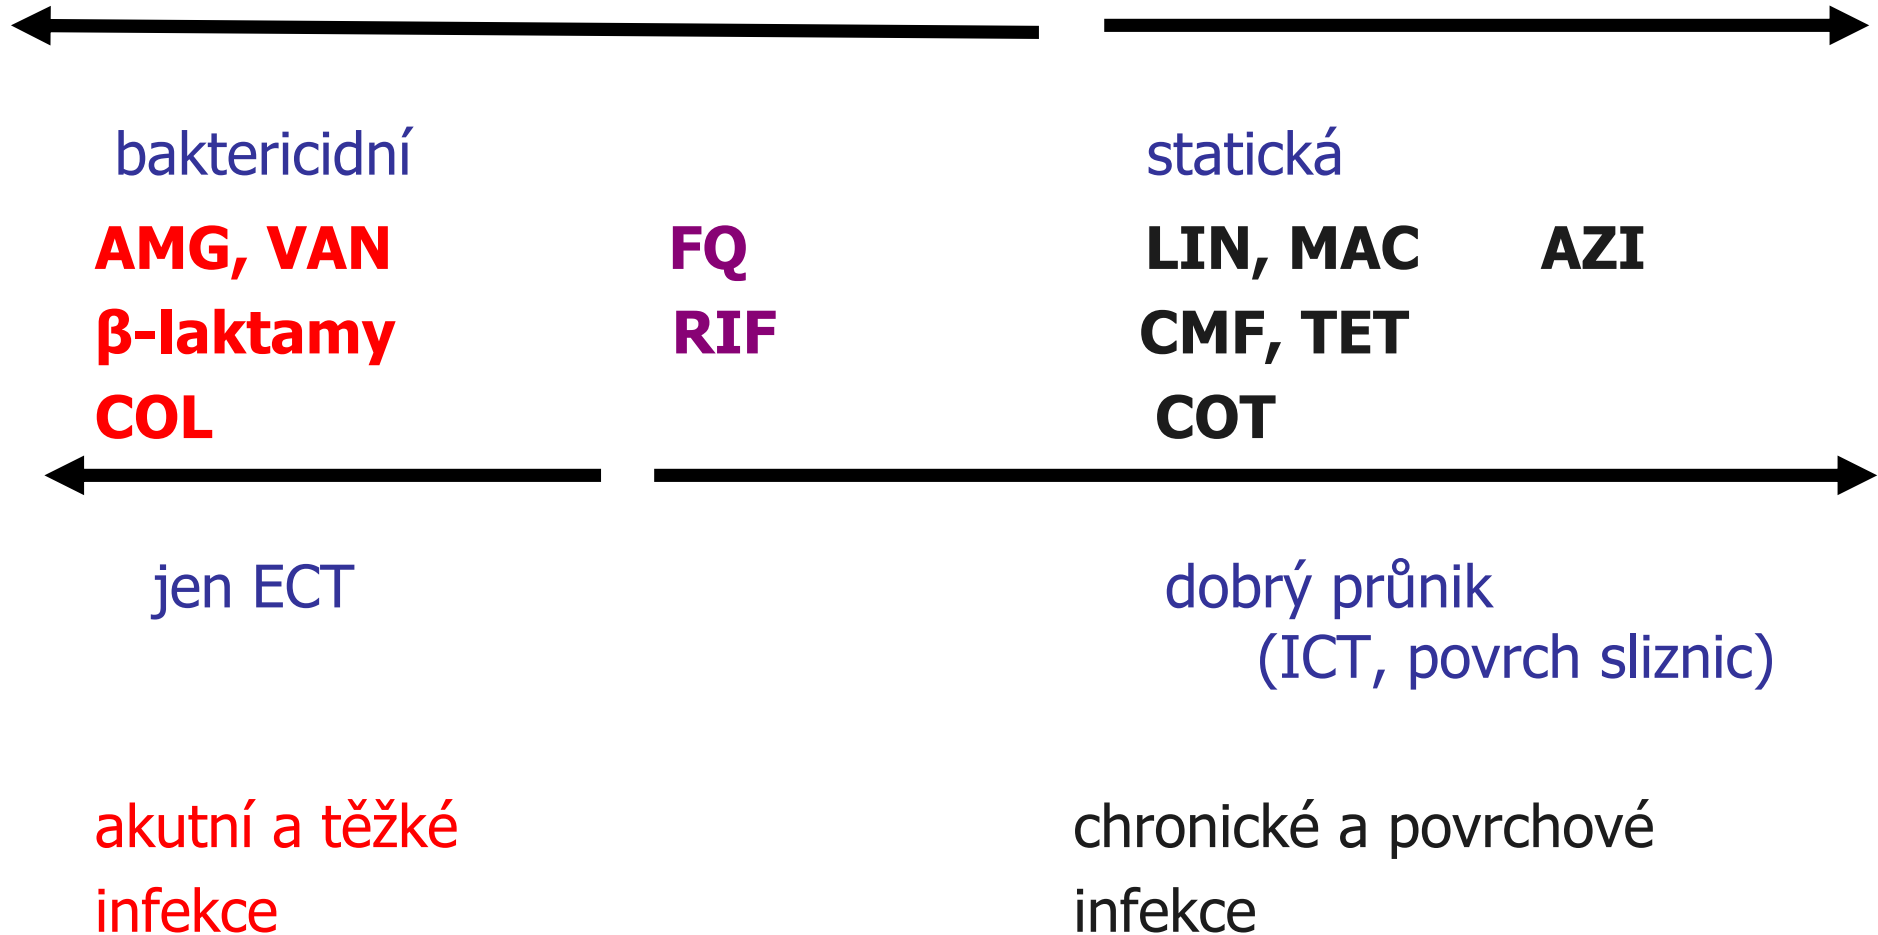 baktericidní statická
AMG, VAN FQ LIN, MAC AZI
β-laktamy RIF CMF, TET
COL COT
jen ECT dobrý průnik
(ICT, povrch sliznic)
akutní a těžké chronické a povrchové
infekce infekce